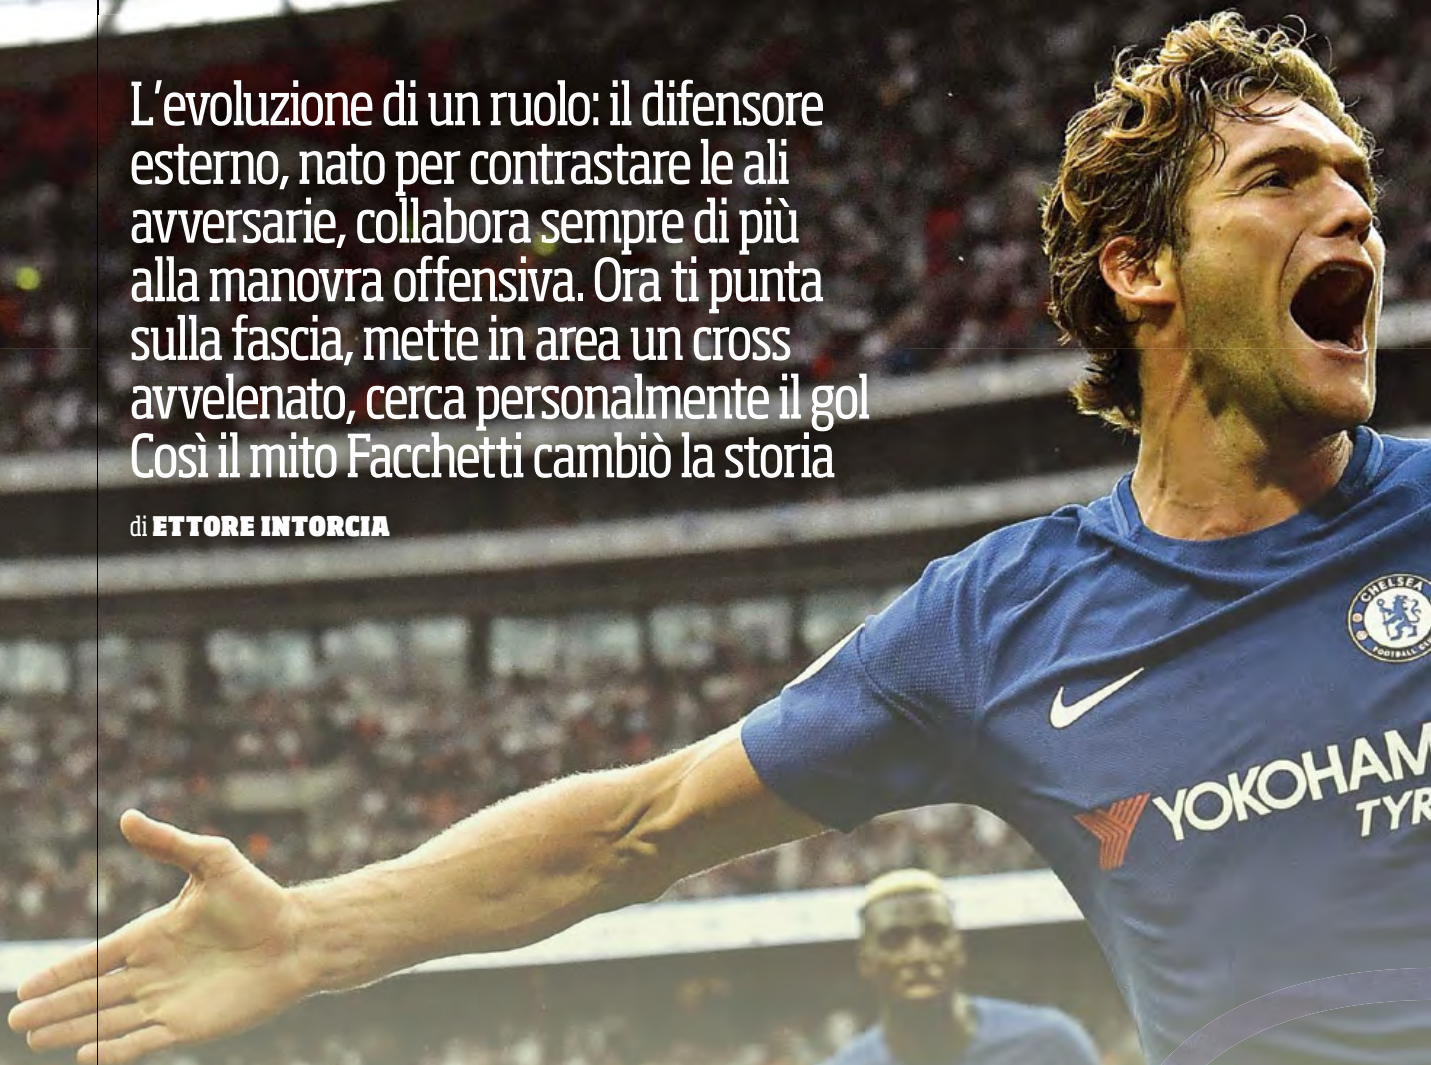 L'evoluzione di un ruolo: il difensore
esterno, nato per contrastare le ali
avversarie, collabora sempre di più
alla manovra offensiva. Ora ti punta
sulla fascia, mette in area un cross
avvelenato, cerca personalmente il gol
Così il mito Facchetti cambiò la storia
di ETTORE INTORCIA
CHELSEA
FOOTBALL
YOKOHAM
TYR